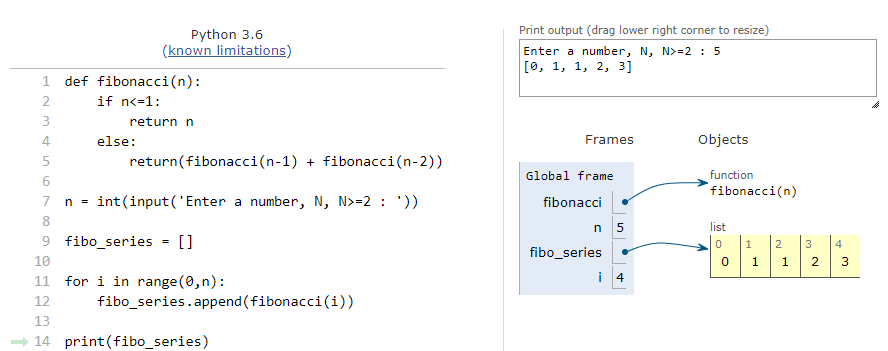 Python 3.6
(known limitations)
1 def fibonacci(n):
2     if n<=1:
3         return n
4     else:
5         return(fibonacci(n-1) + fibonacci(n-2))
6
7 n = int(input('Enter a number, N, N>=2 : '))
8
9 fibo_series = []
10
11 for i in range(0,n):
12     fibo_series.append(fibonacci(i))
13
14 print(fibo_series)
Print output (drag lower right corner to resize)
Enter a number, N, N>=2 : 5
[0, 1, 1, 2, 3]
Frames Objects
Global frame
fibonacci
n 5
fibo_series
i 4
function
fibonacci(n)
list
0 1 2 3 4
0 1 1 2 3